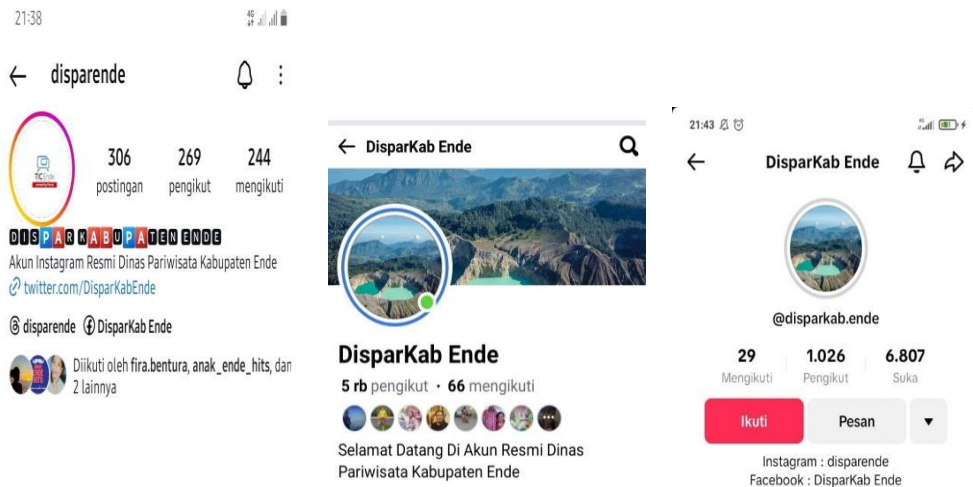 21:38
4G
disparende
306
269
244
postingan
pengikut
mengikuti
TIC Ende
DISPAR KABUPATEN ENDE
Akun Instagram Resmi Dinas Pariwisata Kabupaten Ende
twitter.com/DisparKabEnde
disparende DisparKab Ende
Diikuti oleh fira.bentura, anak_ende_hits, dan
2 lainnya
DisparKab Ende
DisparKab Ende
5 rb pengikut · 66 mengikuti
Selamat Datang Di Akun Resmi Dinas
Pariwisata Kabupaten Ende
21:43
DisparKab Ende
@disparkab.ende
29
1.026
6.807
Mengikuti
Pengikut
Suka
Ikuti
Pesan
Instagram : disparende
Facebook : DisparKab Ende